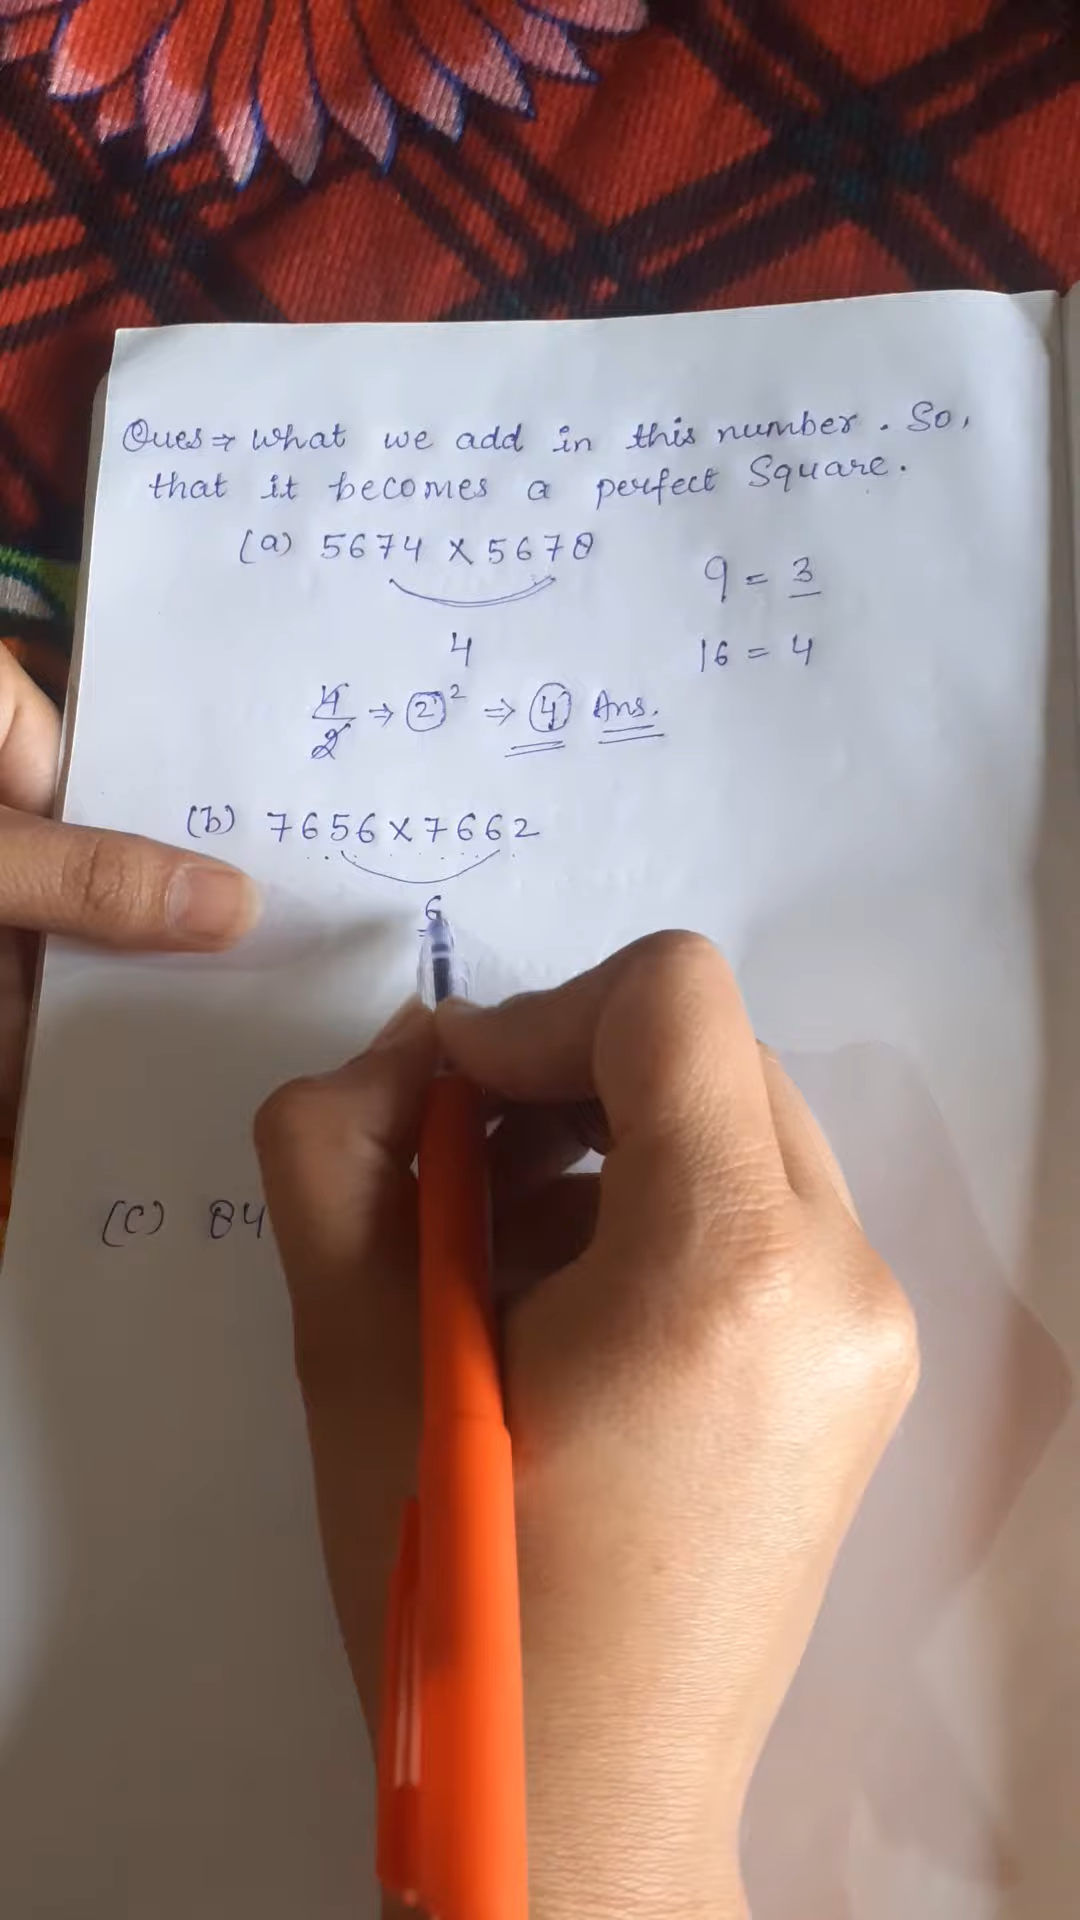 Ques⇒ what we add in this number. So,
that it becomes a perfect Square.
(a) 5674 × 5678
9 = 3
4
16 = 4
4/2 → 2² ⇒ 4 Ans.
(b) 7656 × 7662
6
(c) 84